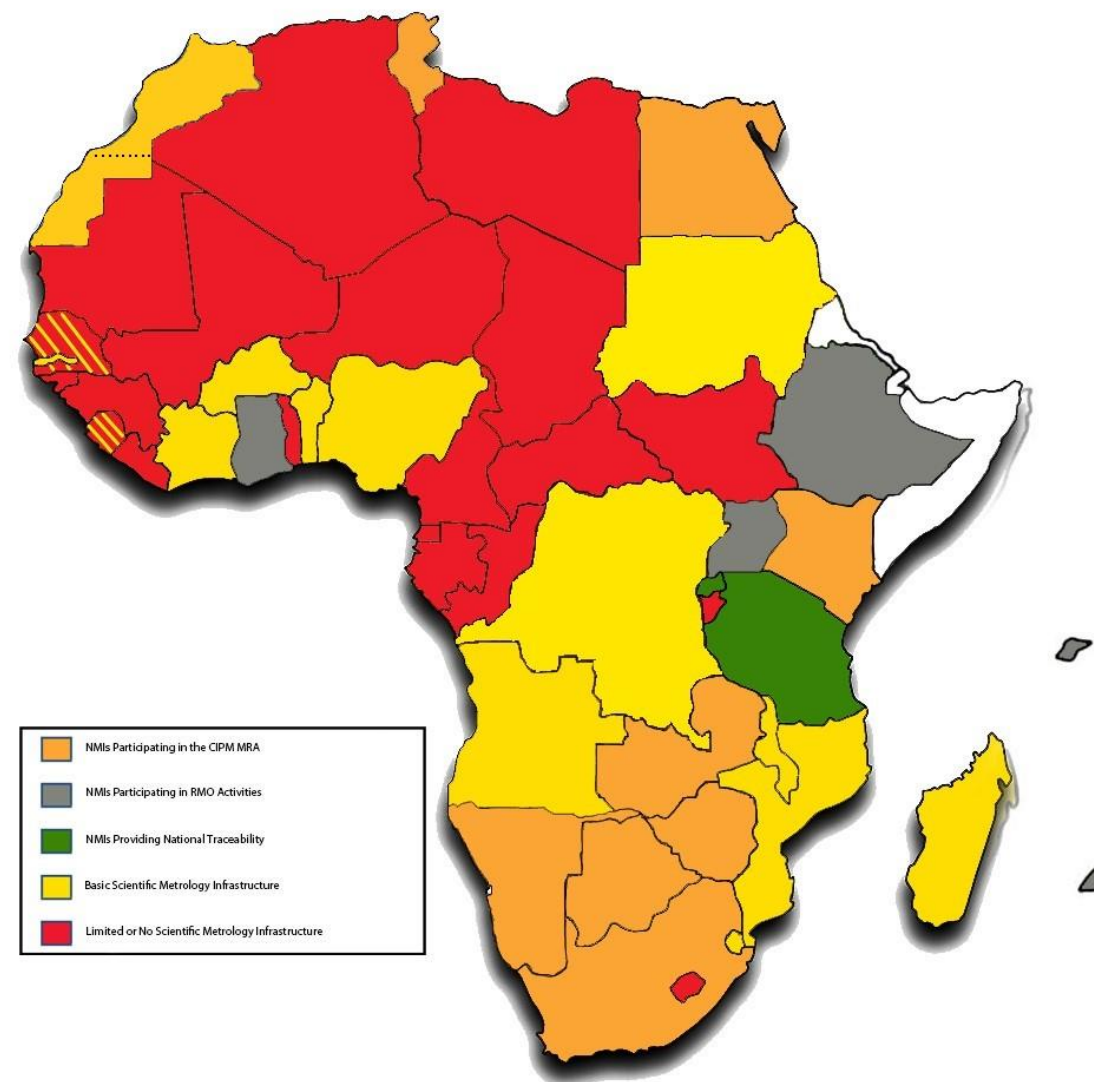 NMIs Participating in the CIPM MRA
NMIs Participating in RMO Activities
NMIs Providing National Traceability
Basic Scientific Metrology Infrastructure
Limited or No Scientific Metrology Infrastructure